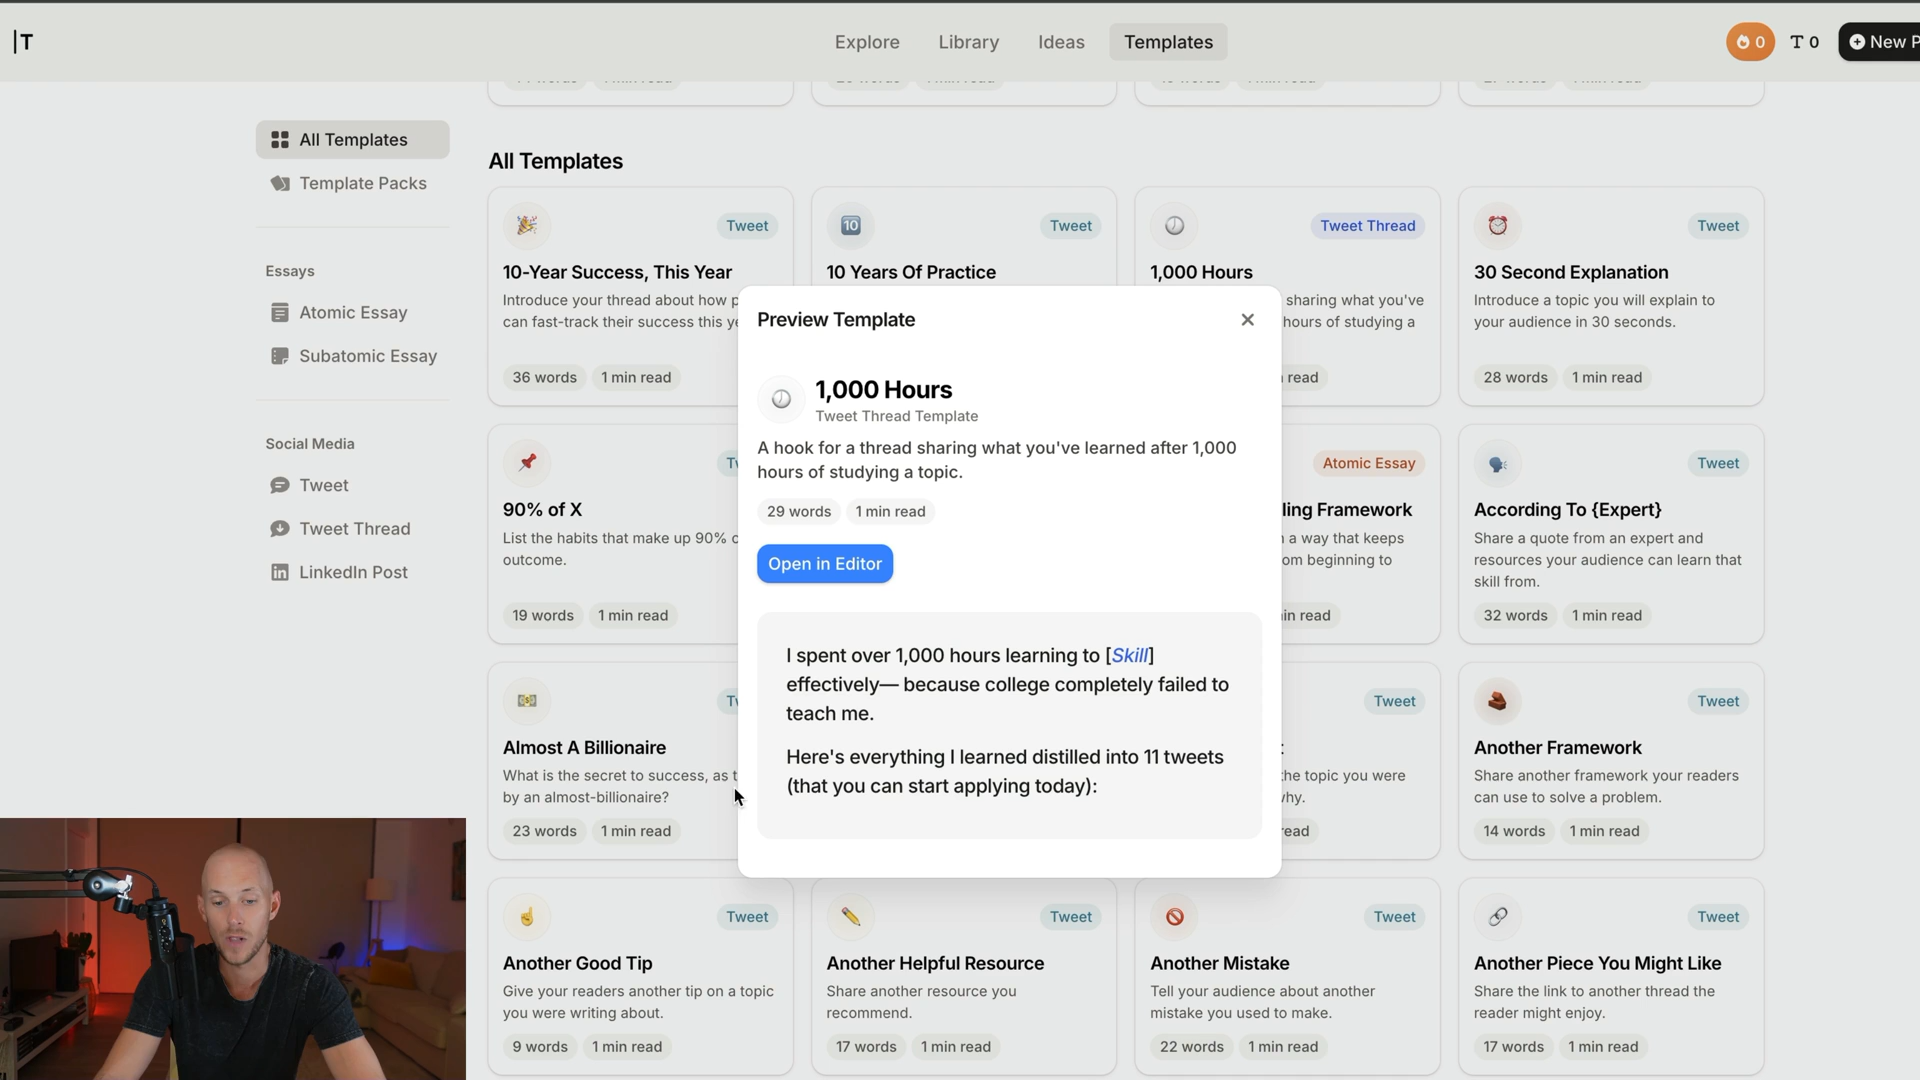 |T
Explore
Library
Ideas
Templates
0
T 0
New P
All Templates
Template Packs
Essays
Atomic Essay
Subatomic Essay
Social Media
Tweet
Tweet Thread
LinkedIn Post
All Templates
Tweet
10-Year Success, This Year
Introduce your thread about how p
can fast-track their success this ye
36 words
1 min read
10
Tweet
10 Years Of Practice
Tweet Thread
1,000 Hours
sharing what you've
hours of studying a
read
Tweet
30 Second Explanation
Introduce a topic you will explain to
your audience in 30 seconds.
28 words
1 min read
Preview Template
1,000 Hours
Tweet Thread Template
A hook for a thread sharing what you've learned after 1,000
hours of studying a topic.
29 words
1 min read
Open in Editor
I spent over 1,000 hours learning to [Skill]
effectively— because college completely failed to
teach me.
Here's everything I learned distilled into 11 tweets
(that you can start applying today):
Tw
90% of X
List the habits that make up 90% o
outcome.
19 words
1 min read
Atomic Essay
ling Framework
n a way that keeps
om beginning to
in read
Tweet
According To {Expert}
Share a quote from an expert and
resources your audience can learn that
skill from.
32 words
1 min read
Tw
Almost A Billionaire
What is the secret to success, as t
by an almost-billionaire?
23 words
1 min read
Tweet
the topic you were
why.
read
Tweet
Another Framework
Share another framework your readers
can use to solve a problem.
14 words
1 min read
Tweet
Another Good Tip
Give your readers another tip on a topic
you were writing about.
9 words
1 min read
Tweet
Another Helpful Resource
Share another resource you
recommend.
17 words
1 min read
Tweet
Another Mistake
Tell your audience about another
mistake you used to make.
22 words
1 min read
Tweet
Another Piece You Might Like
Share the link to another thread the
reader might enjoy.
17 words
1 min read